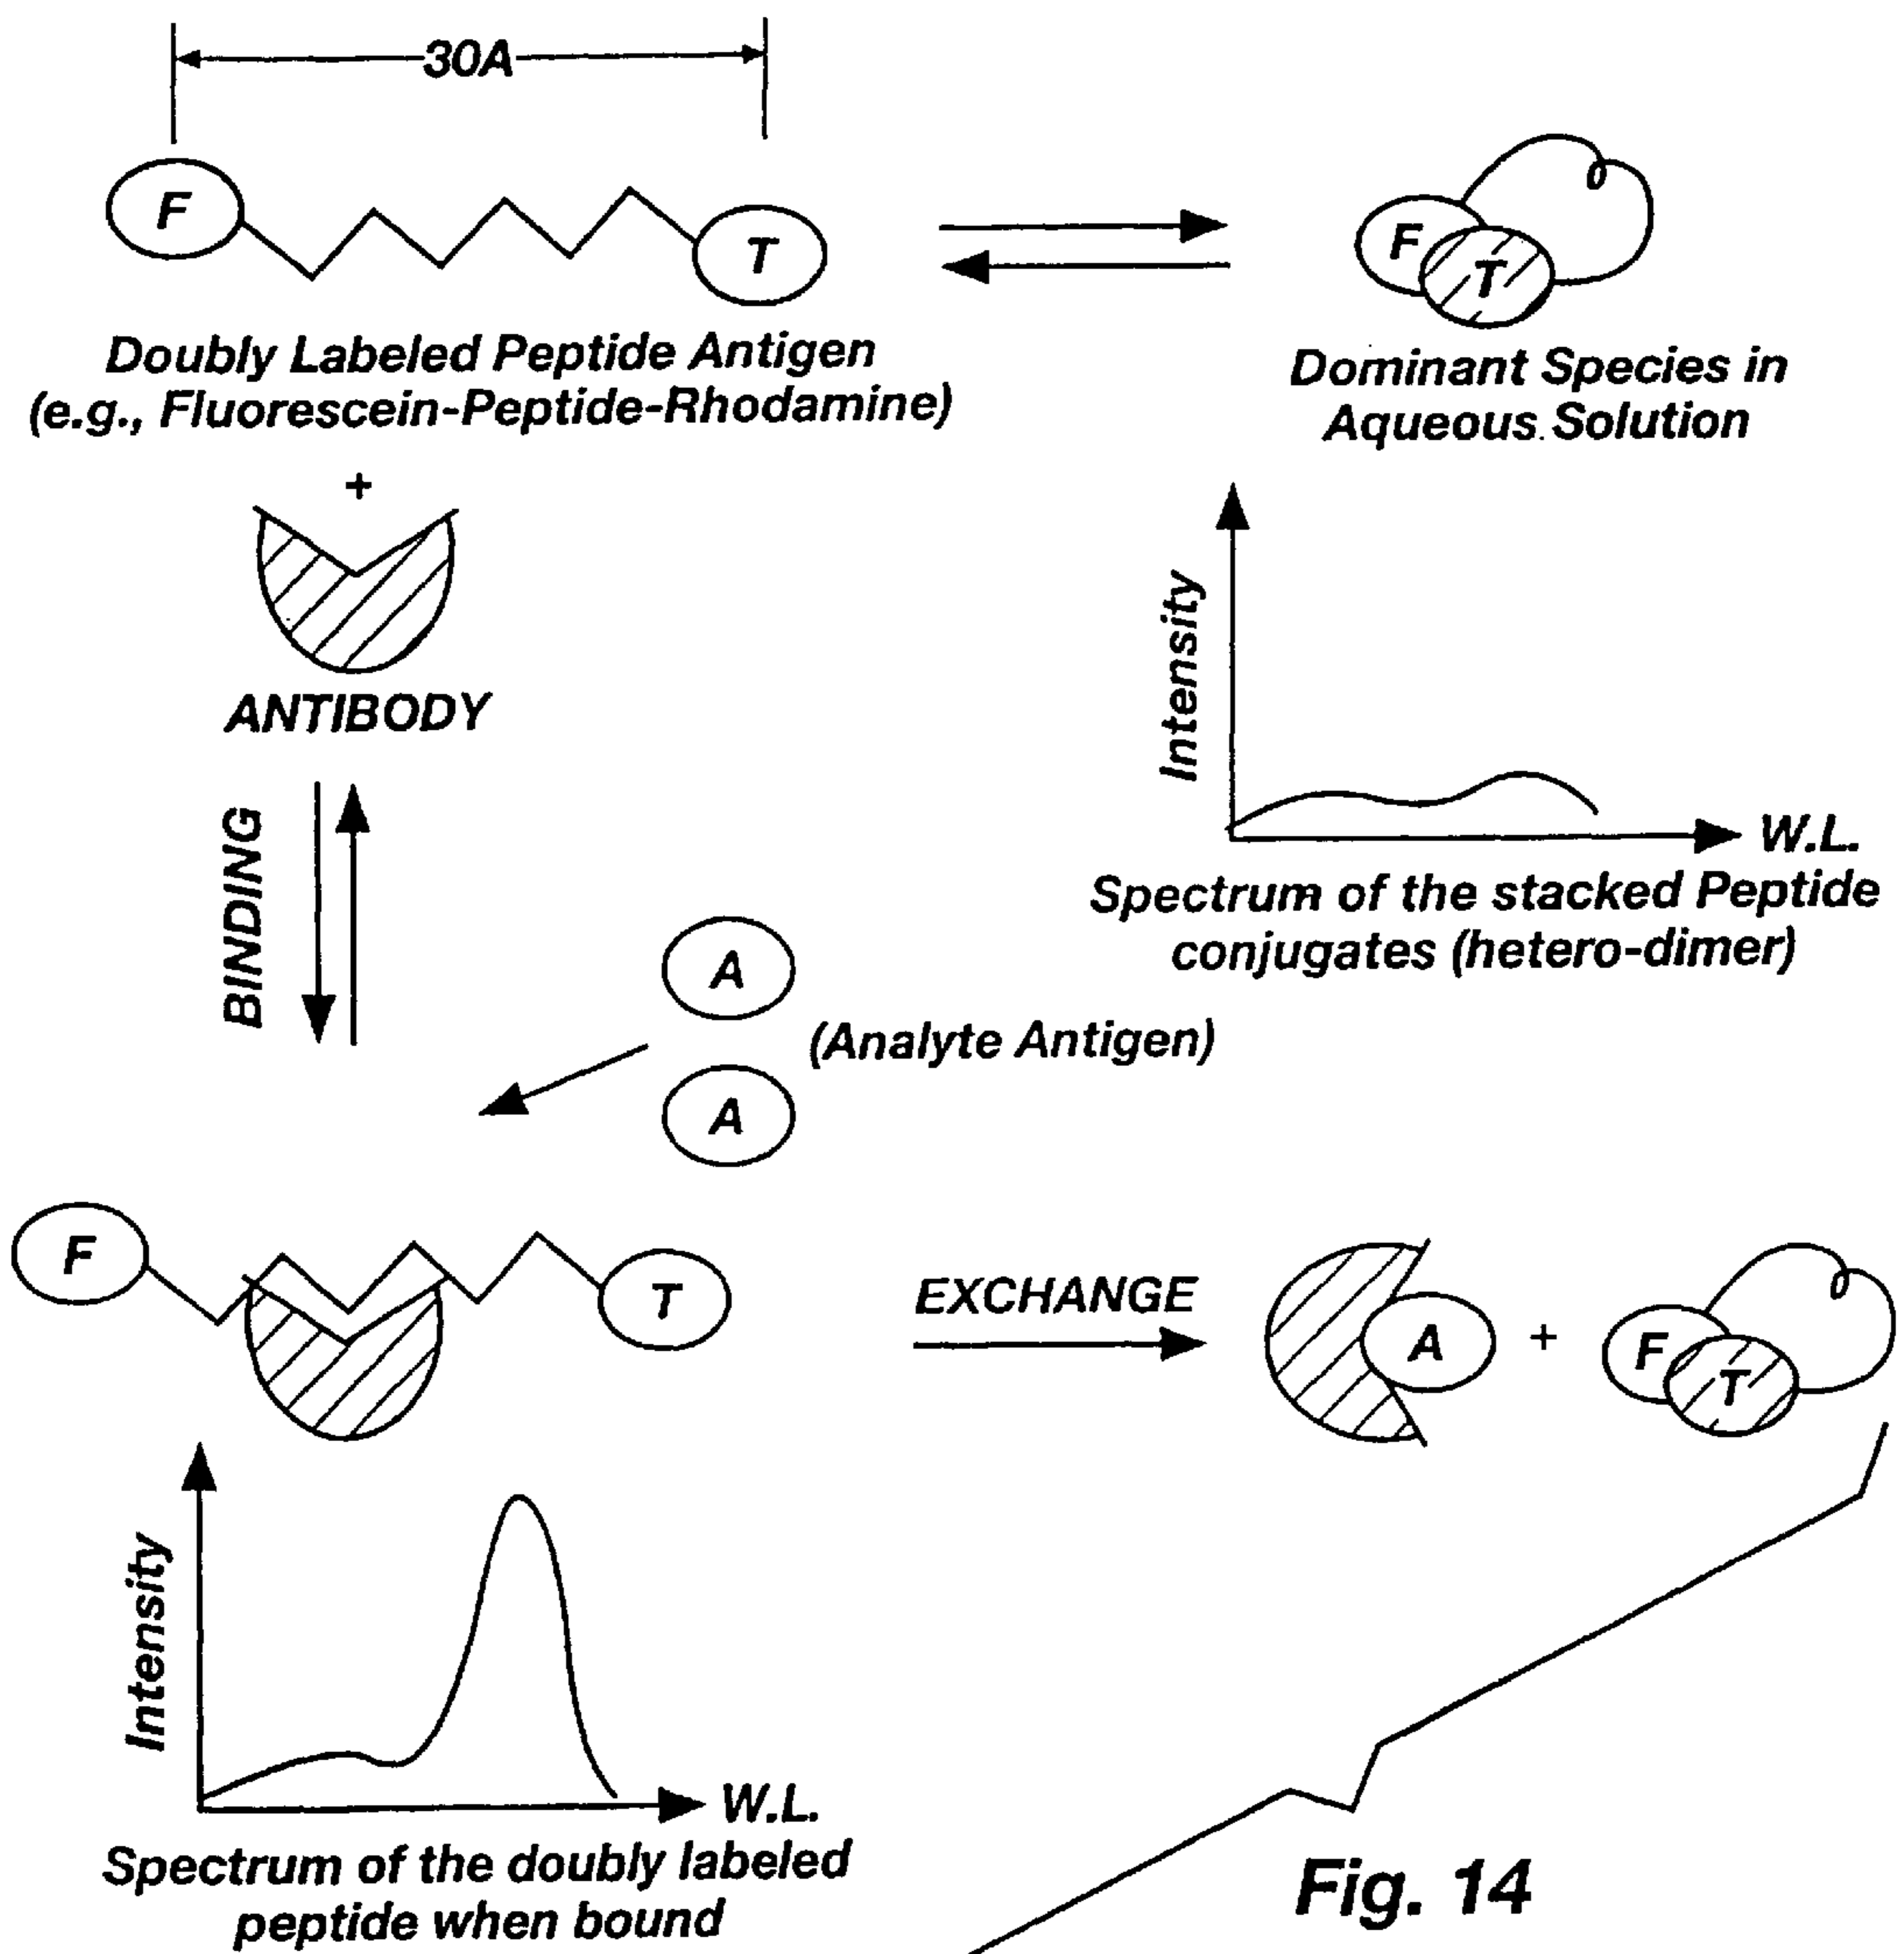 30A
F
T
F
T
Doubly Labeled Peptide Antigen
(e.g., Fluorescein-Peptide-Rhodamine)
Dominant Species in
Aqueous Solution
+
ANTIBODY
Intensity
W.L.
Spectrum of the stacked Peptide
conjugates (hetero-dimer)
BINDING
A
(Analyte Antigen)
A
F
T
EXCHANGE
A
+
F
T
Intensity
W.L.
Spectrum of the doubly labeled
peptide when bound
Fig. 14